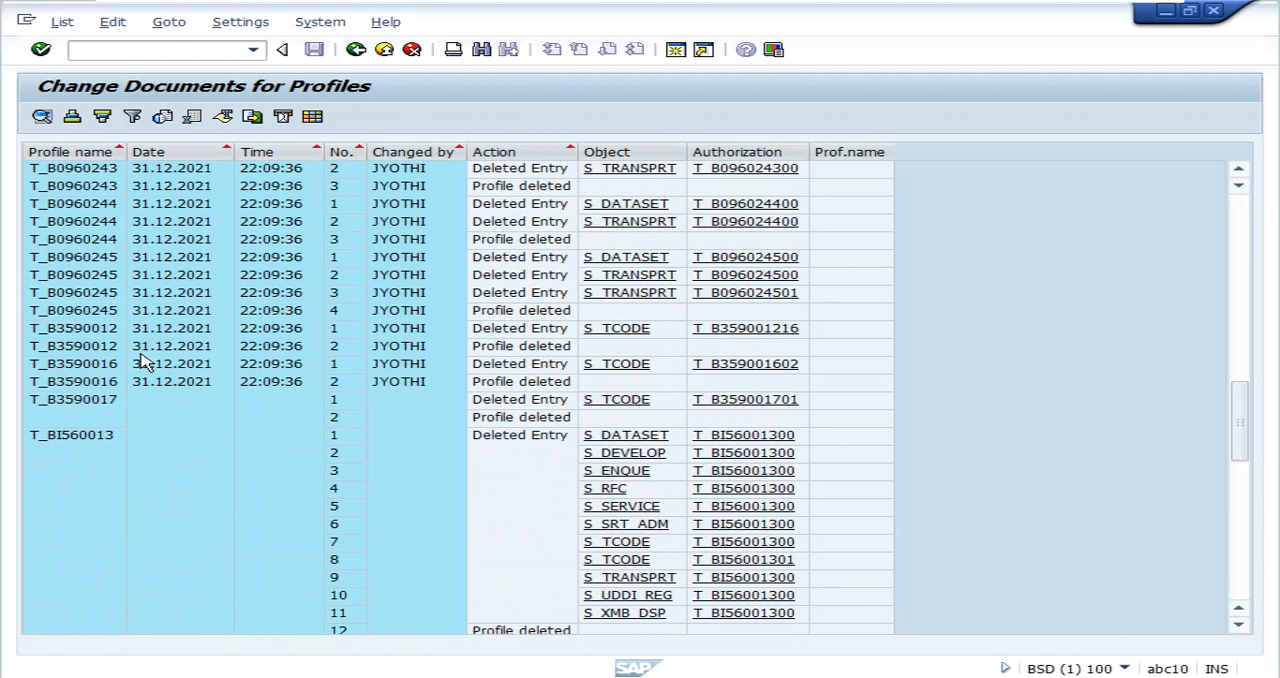 List Edit Goto Settings System Help
Change Documents for Profiles
Profile name Date Time No. Changed by Action Object Authorization Prof.name
T_B0960243 31.12.2021 22:09:36 2 JYOTHI Deleted Entry S_TRANSPRT T_B096024300
T_B0960243 31.12.2021 22:09:36 3 JYOTHI Profile deleted
T_B0960244 31.12.2021 22:09:36 1 JYOTHI Deleted Entry S_DATASET T_B096024400
T_B0960244 31.12.2021 22:09:36 2 JYOTHI Deleted Entry S_TRANSPRT T_B096024400
T_B0960244 31.12.2021 22:09:36 3 JYOTHI Profile deleted
T_B0960245 31.12.2021 22:09:36 1 JYOTHI Deleted Entry S_DATASET T_B096024500
T_B0960245 31.12.2021 22:09:36 2 JYOTHI Deleted Entry S_TRANSPRT T_B096024500
T_B0960245 31.12.2021 22:09:36 3 JYOTHI Deleted Entry S_TRANSPRT T_B096024501
T_B0960245 31.12.2021 22:09:36 4 JYOTHI Profile deleted
T_B3590012 31.12.2021 22:09:36 1 JYOTHI Deleted Entry S_TCODE T_B359001216
T_B3590012 31.12.2021 22:09:36 2 JYOTHI Profile deleted
T_B3590016 31.12.2021 22:09:36 1 JYOTHI Deleted Entry S_TCODE T_B359001602
T_B3590016 31.12.2021 22:09:36 2 JYOTHI Profile deleted
T_B3590017 1 Deleted Entry S_TCODE T_B359001701
2 Profile deleted
T_BI560013 1 Deleted Entry S_DATASET T_BI56001300
2 S_DEVELOP T_BI56001300
3 S_ENQUE T_BI56001300
4 S_RFC T_BI56001300
5 S_SERVICE T_BI56001300
6 S_SRT_ADM T_BI56001300
7 S_TCODE T_BI56001300
8 S_TCODE T_BI56001301
9 S_TRANSPRT T_BI56001300
10 S_UDDI_REG T_BI56001300
11 S_XMB_DSP T_BI56001300
12 Profile deleted
SAP BSD (1) 100 abc10 INS